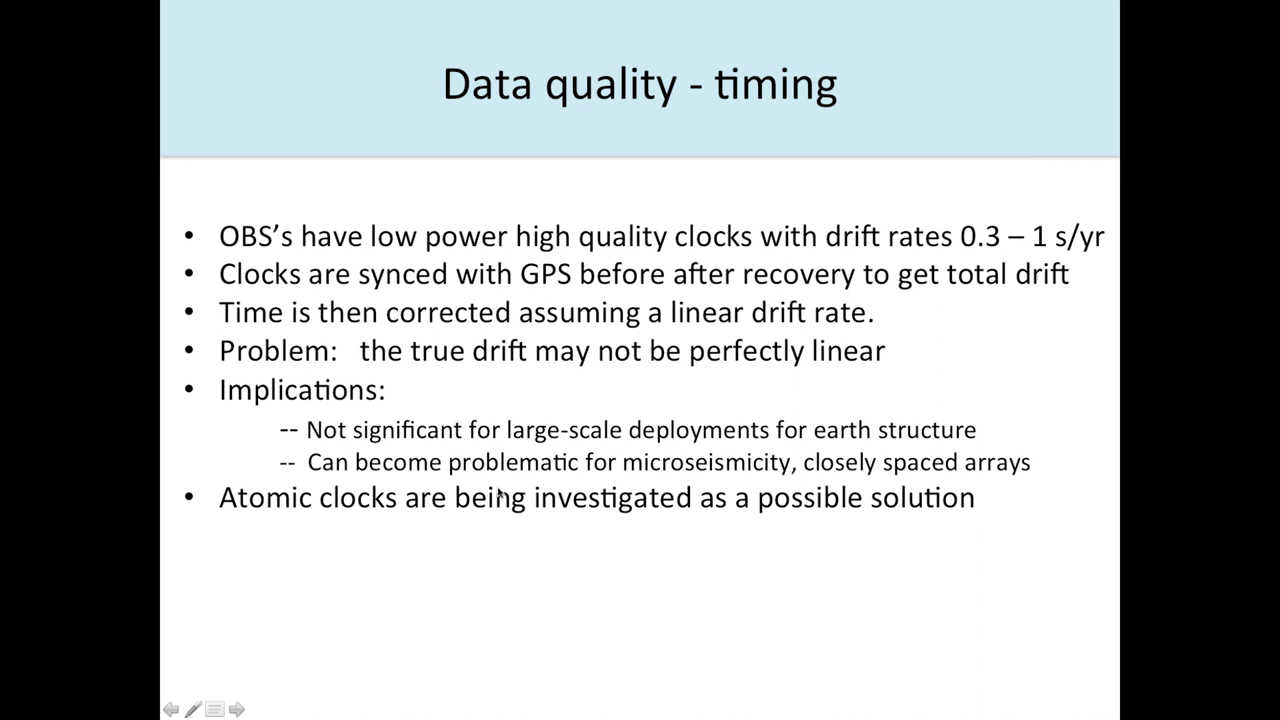 Data quality - timing
• OBS’s have low power high quality clocks with drift rates 0.3 – 1 s/yr
• Clocks are synced with GPS before after recovery to get total drift
• Time is then corrected assuming a linear drift rate.
• Problem:   the true drift may not be perfectly linear
• Implications:
-- Not significant for large-scale deployments for earth structure
--  Can become problematic for microseismicity, closely spaced arrays
• Atomic clocks are being investigated as a possible solution